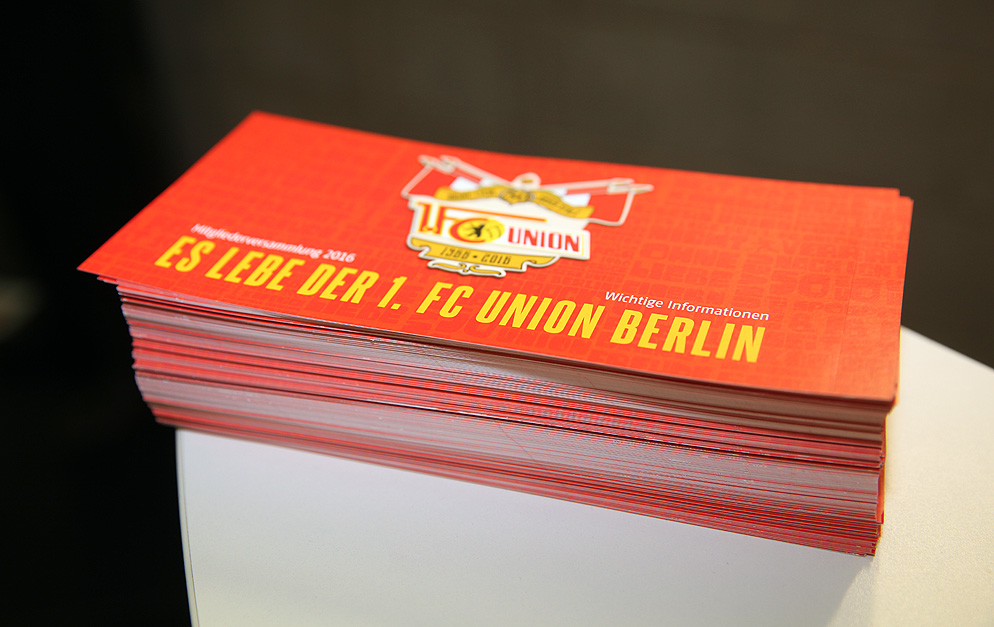 Mitgliederversammlung 2016
ES LEBE DER 1. FC UNION BERLIN
Wichtige Informationen
1.FC UNION
1966 • 2016